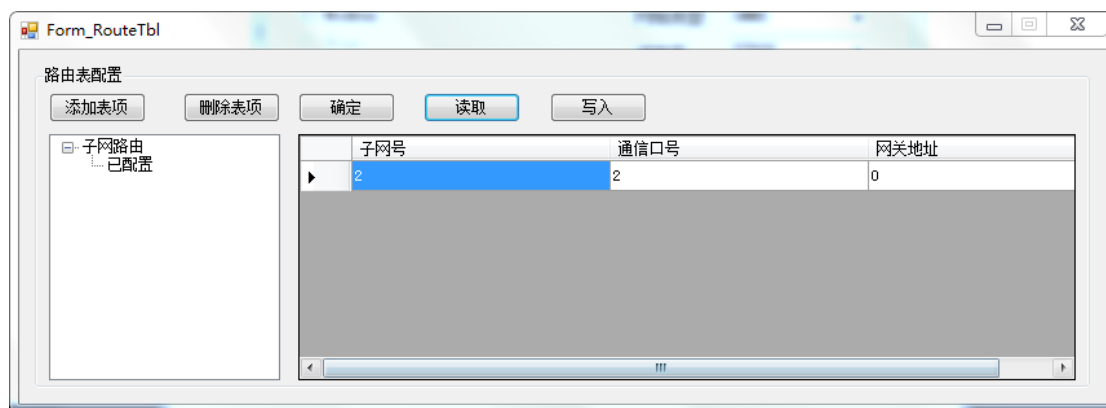 Form_RouteTbl
路由表配置
添加表项 删除表项 确定 读取 写入
子网路由
已配置
子网号 通信口号 网关地址
2 2 0